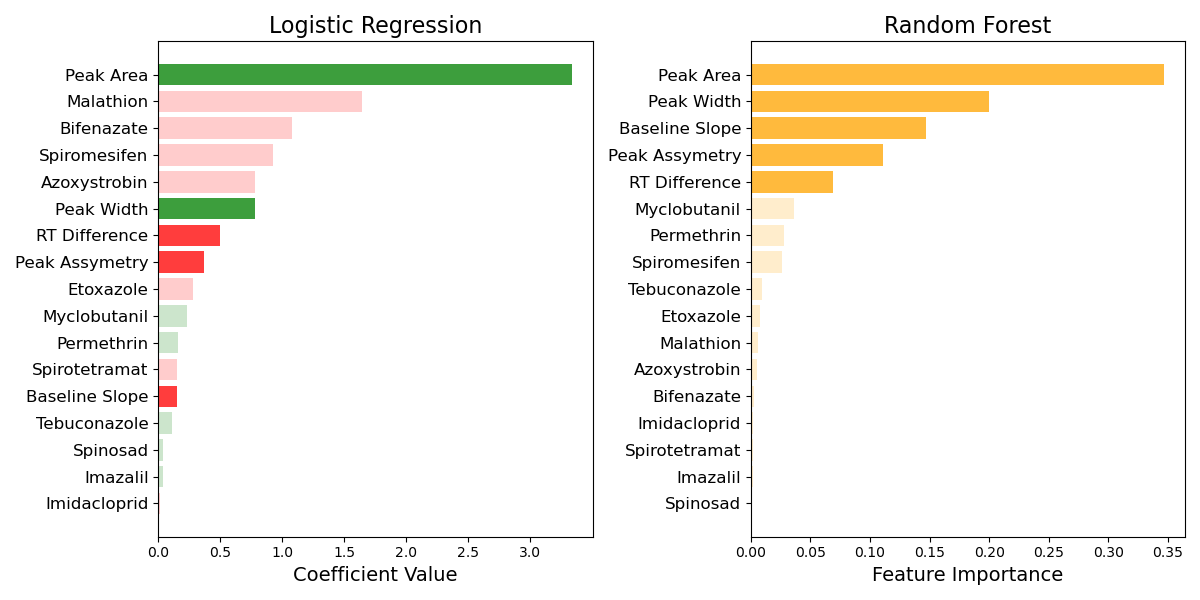 Logistic Regression
Peak Area
Malathion
Bifenazate
Spiromesifen
Azoxystrobin
Peak Width
RT Difference
Peak Assymetry
Etoxazole
Myclobutanil
Permethrin
Spirotetramat
Baseline Slope
Tebuconazole
Spinosad
Imazalil
Imidacloprid
0.0 0.5 1.0 1.5 2.0 2.5 3.0
Coefficient Value
Random Forest
Peak Area
Peak Width
Baseline Slope
Peak Assymetry
RT Difference
Myclobutanil
Permethrin
Spiromesifen
Tebuconazole
Etoxazole
Malathion
Azoxystrobin
Bifenazate
Imidacloprid
Spirotetramat
Imazalil
Spinosad
0.00 0.05 0.10 0.15 0.20 0.25 0.30 0.35
Feature Importance